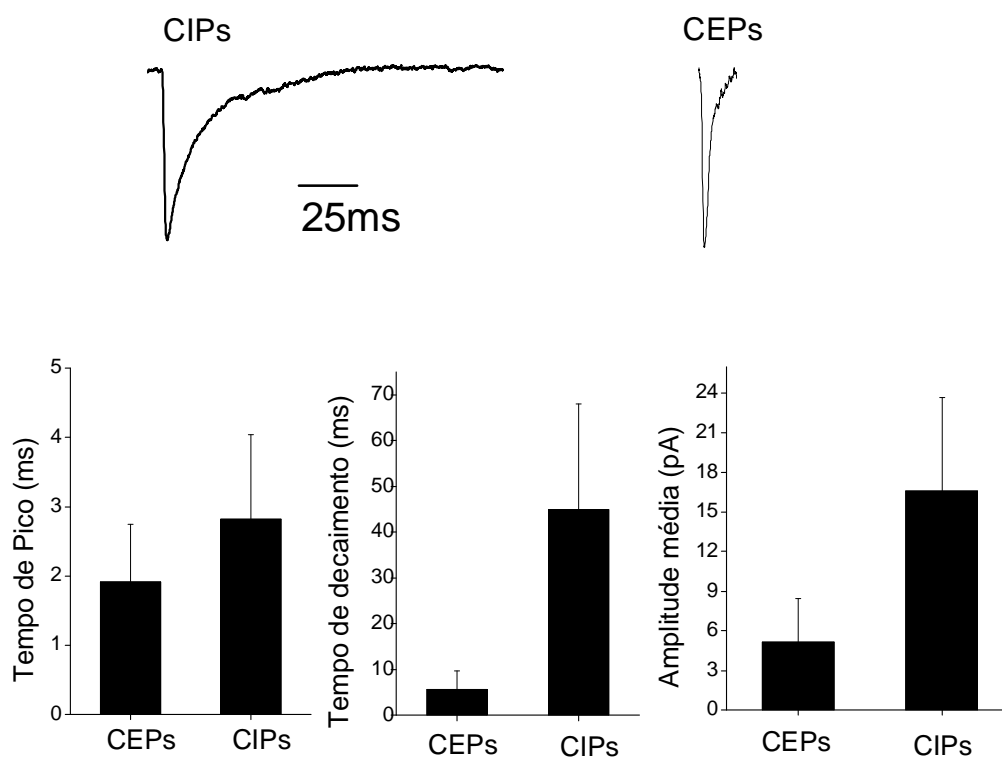 CIPs
CEPs
25ms
Tempo de Pico (ms)
5
4
3
2
1
0
CEPs
CIPs
Tempo de decaimento (ms)
70
60
50
40
30
20
10
0
CEPs
CIPs
Amplitude média (pA)
24
21
18
15
12
9
6
3
0
CEPs
CIPs